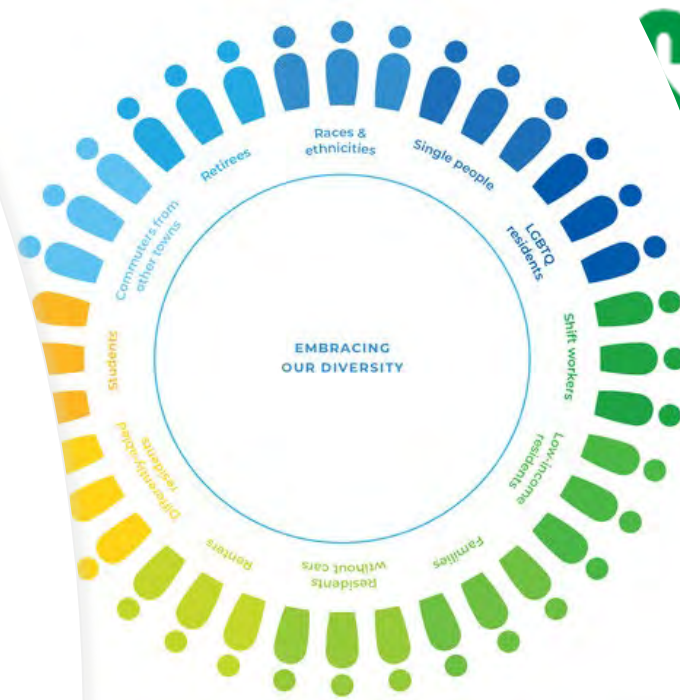 Races &
ethnicities
Single people
LGBTQ
residents
Shift workers
Low-income
residents
Families
Residents
wtihout cars
Renters
Differently-abled
residents
Students
Commuters from
other towns
Retirees
EMBRACING
OUR DIVERSITY